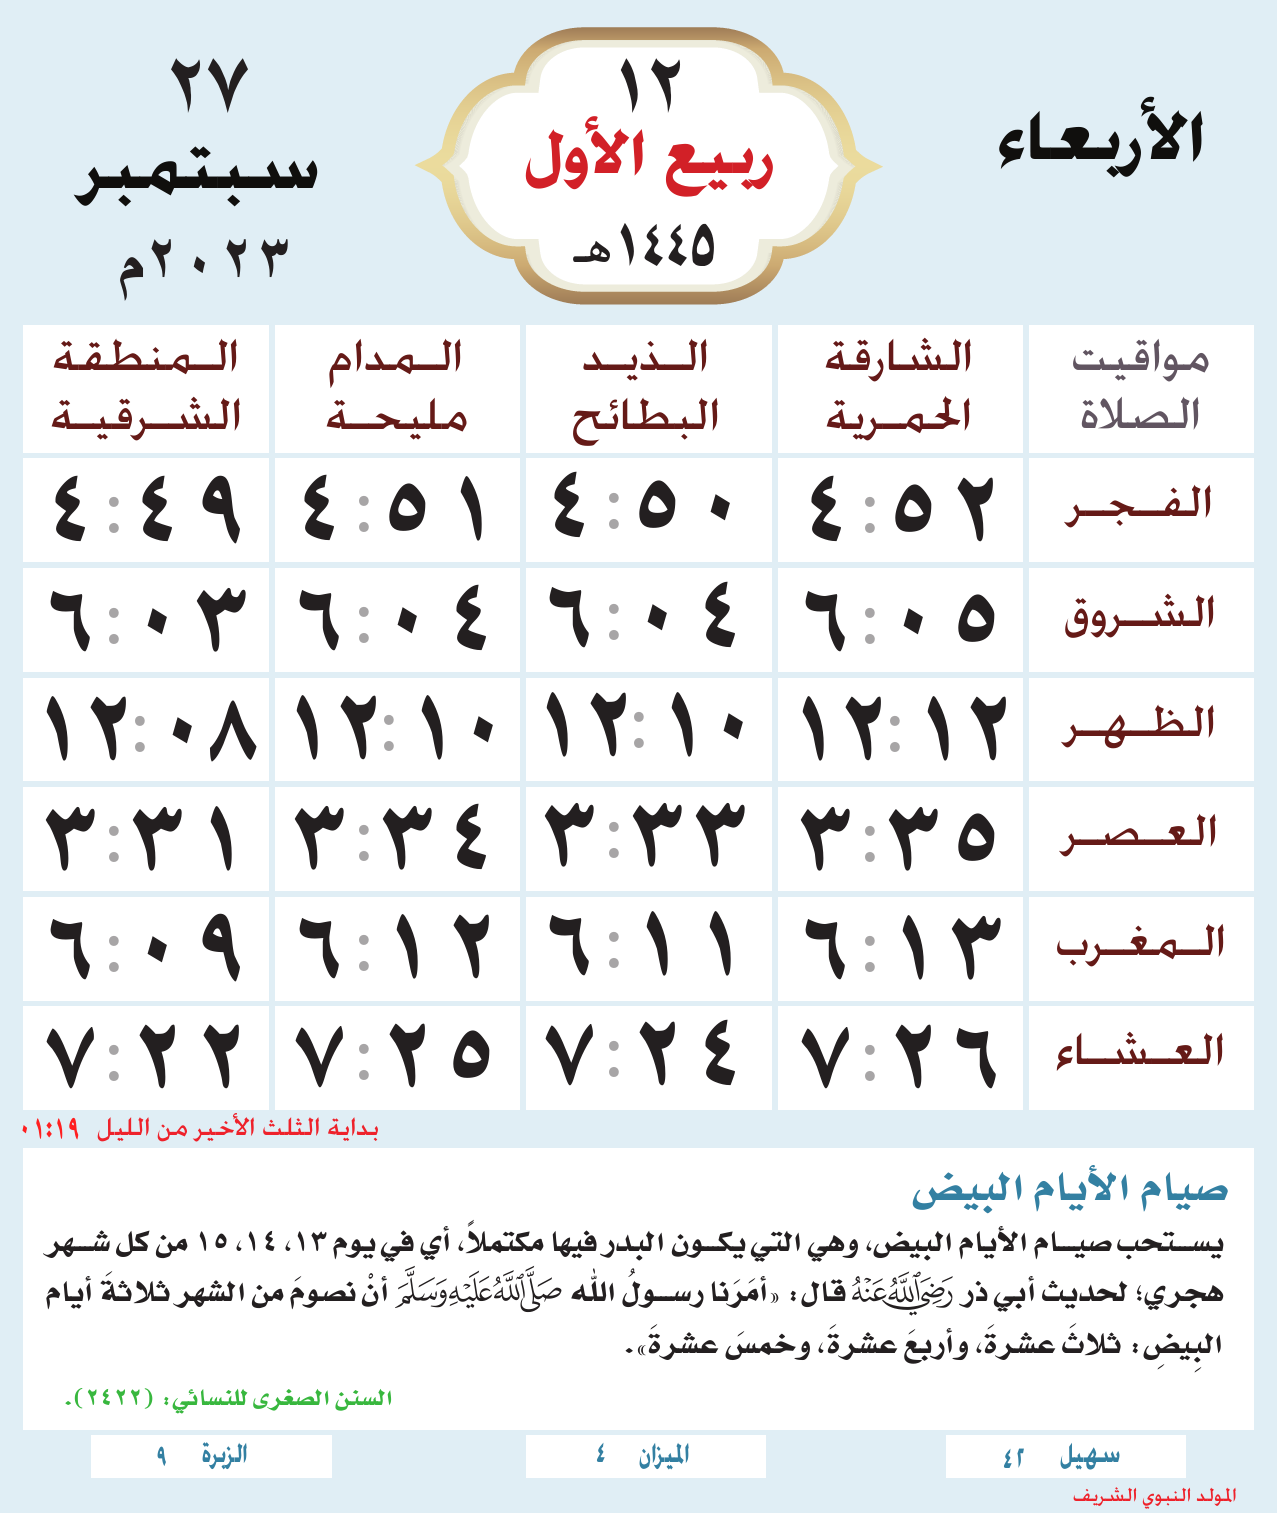 الأربعاء
١٢
ربيع الأول
١٤٤٥هـ
٢٧
سبتمبر
٢٠٢٣م
مواقيت الصلاة
الشارقة الحمرية
الذيد البطائح
المدام مليحة
المنطقة الشرقية
الفجر ٤:٥٢ ٤:٥٠ ٤:٥١ ٤:٤٩
الشروق ٦:٠٥ ٦:٠٤ ٦:٠٤ ٦:٠٣
الظهر ١٢:١٢ ١٢:١٠ ١٢:١٠ ١٢:٠٨
العصر ٣:٣٥ ٣:٣٣ ٣:٣٤ ٣:٣١
المغرب ٦:١٣ ٦:١١ ٦:١٢ ٦:٠٩
العشاء ٧:٢٦ ٧:٢٤ ٧:٢٥ ٧:٢٢
بداية الثلث الأخير من الليل ٠١:١٩
صيام الأيام البيض
يستحب صيام الأيام البيض، وهي التي يكون البدر فيها مكتملاً، أي في يوم ١٣، ١٤، ١٥ من كل شهر
هجري؛ لحديث أبي ذر رَضِيَ اللَّهُ عَنْهُ قال: «أمَرَنا رسولُ الله صَلَّى اللَّهُ عَلَيْهِ وَسَلَّمَ أنْ نصومَ من الشهر ثلاثةَ أيام
البِيضِ: ثلاثَ عشرةَ، وأربعَ عشرةَ، وخمسَ عشرةَ».
السنن الصغرى للنسائي: (٢٤٢٢).
سهيل ٤٢
الميزان ٤
الزبرة ٩
المولد النبوي الشريف